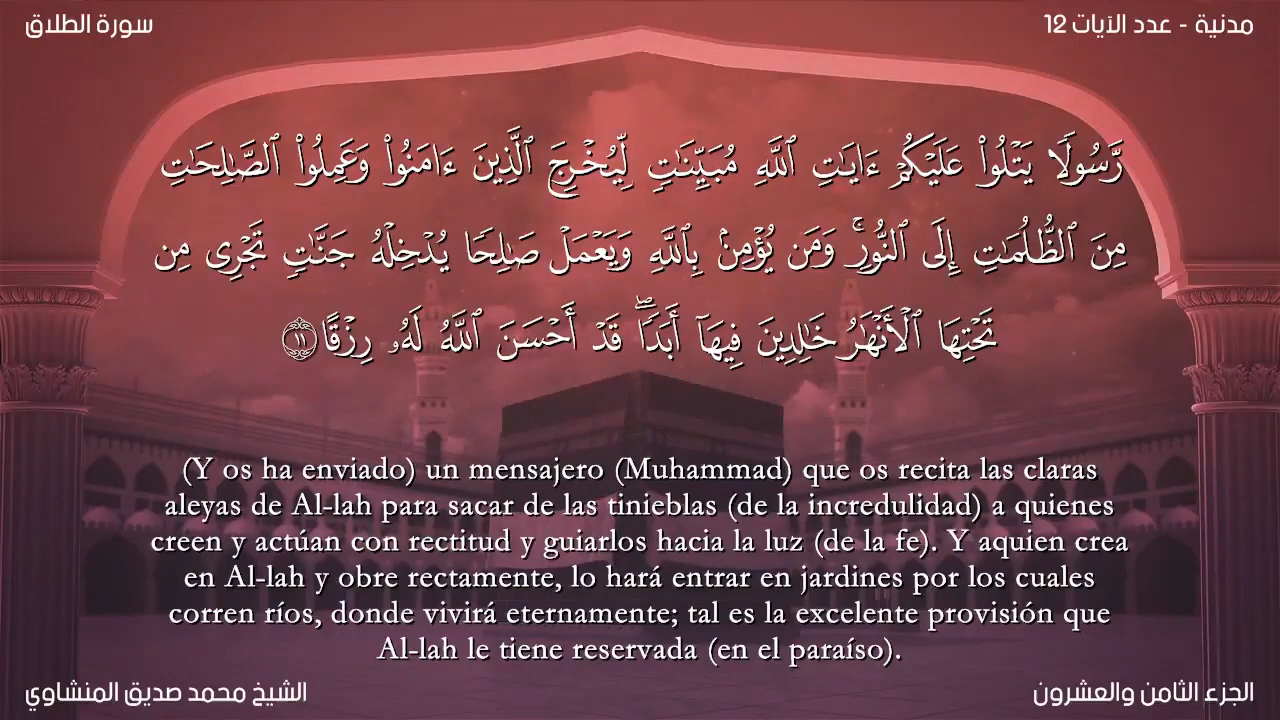 سورة الطلاق
مدنية - عدد الآيات 12
رَّسُولًا يَتْلُوا۟ عَلَيْكُمْ ءَايَـٰتِ ٱللَّهِ مُبَيِّنَـٰتٍ لِّيُخْرِجَ ٱلَّذِينَ ءَامَنُوا۟ وَعَمِلُوا۟ ٱلصَّـٰلِحَـٰتِ
مِنَ ٱلظُّلُمَـٰتِ إِلَى ٱلنُّورِ ۚ وَمَن يُؤْمِنۢ بِٱللَّهِ وَيَعْمَلْ صَـٰلِحًا يُدْخِلْهُ جَنَّـٰتٍ تَجْرِى مِن
تَحْتِهَا ٱلْأَنْهَـٰرُ خَـٰلِدِينَ فِيهَآ أَبَدًا ۖ قَدْ أَحْسَنَ ٱللَّهُ لَهُۥ رِزْقًا ١١
(Y os ha enviado) un mensajero (Muhammad) que os recita las claras
aleyas de Al-lah para sacar de las tinieblas (de la incredulidad) a quienes
creen y actúan con rectitud y guiarlos hacia la luz (de la fe). Y aquien crea
en Al-lah y obre rectamente, lo hará entrar en jardines por los cuales
corren ríos, donde vivirá eternamente; tal es la excelente provisión que
Al-lah le tiene reservada (en el paraíso).
الشيخ محمد صديق المنشاوي
الجزء الثامن والعشرون